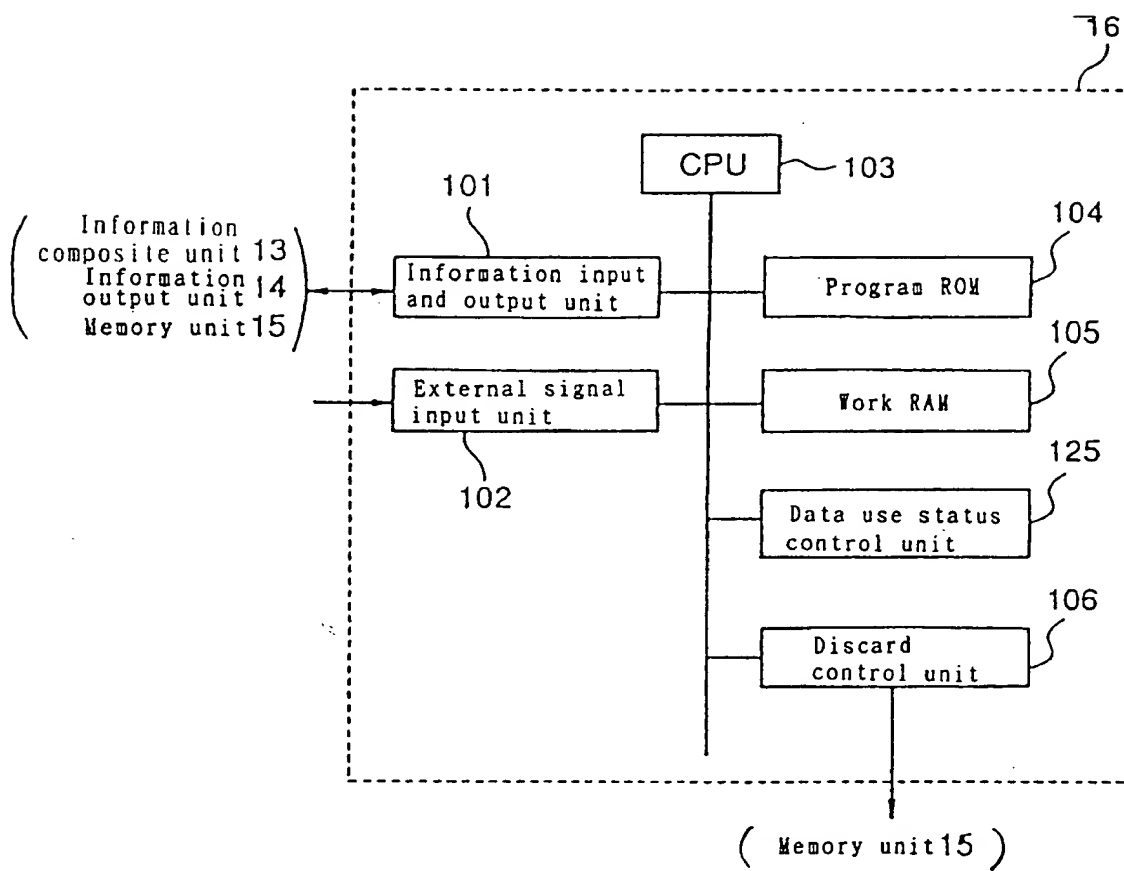 16
CPU
103
101
104
Information
composite unit 13
Information
output unit 14
Memory unit 15
Information input
and output unit
Program ROM
105
External signal
input unit
Work RAM
102
125
Data use status
control unit
106
Discard
control unit
( Memory unit 15 )